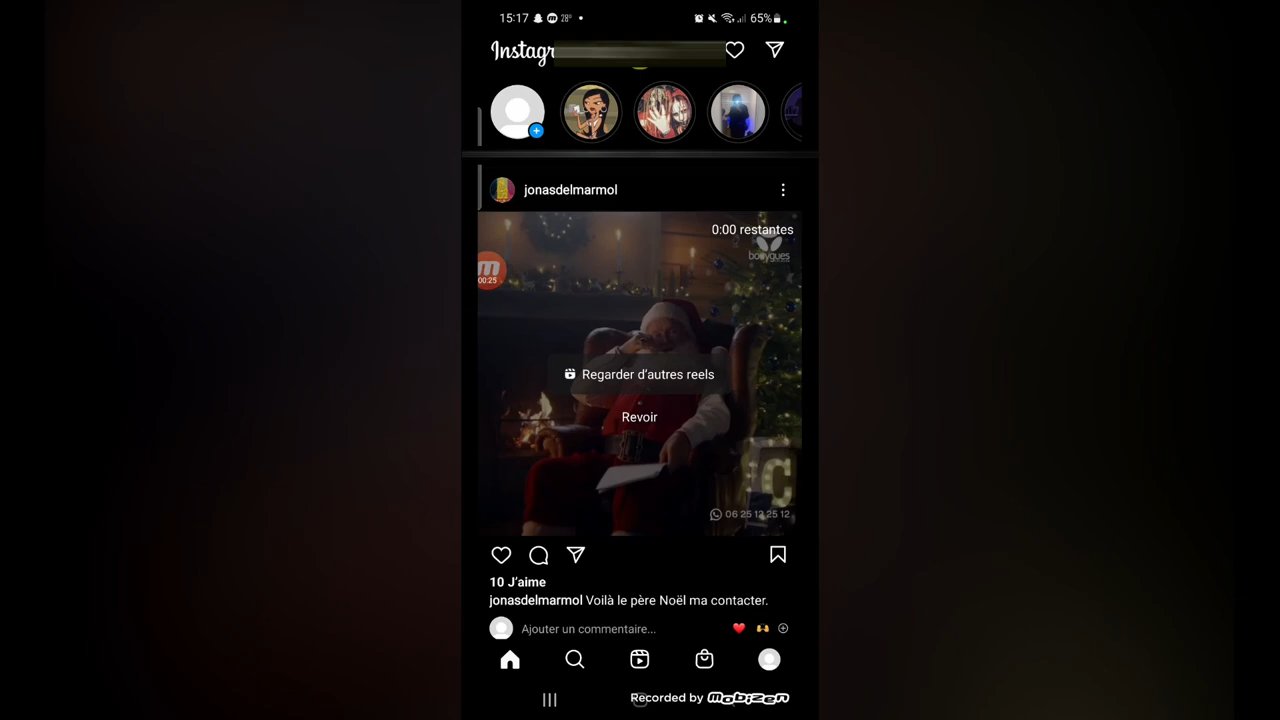 15:17 28° 65%
Instagr
jonasdelmarmol
0:00 restantes
bouygues
00:25
Regarder d'autres reels
Revoir
C
06 25 12 25 12
10 J'aime
jonasdelmarmol Voilà le père Noël ma contacter.
Ajouter un commentaire...
Recorded by mobizen